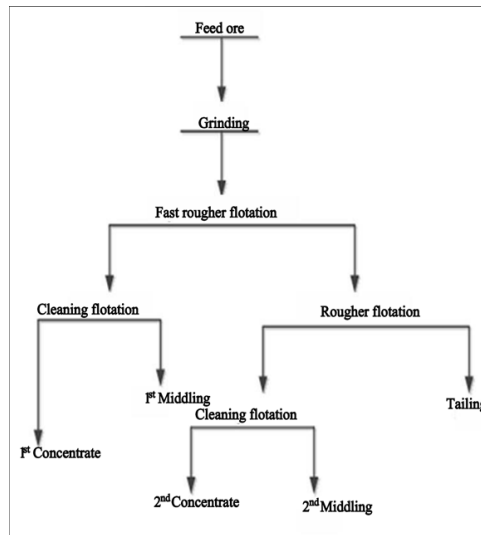 Feed ore
Grinding
Fast rougher flotation
Cleaning flotation
Rougher flotation
1st Middling
Tailing
Cleaning flotation
1st Concentrate
2nd Concentrate
2nd Middling